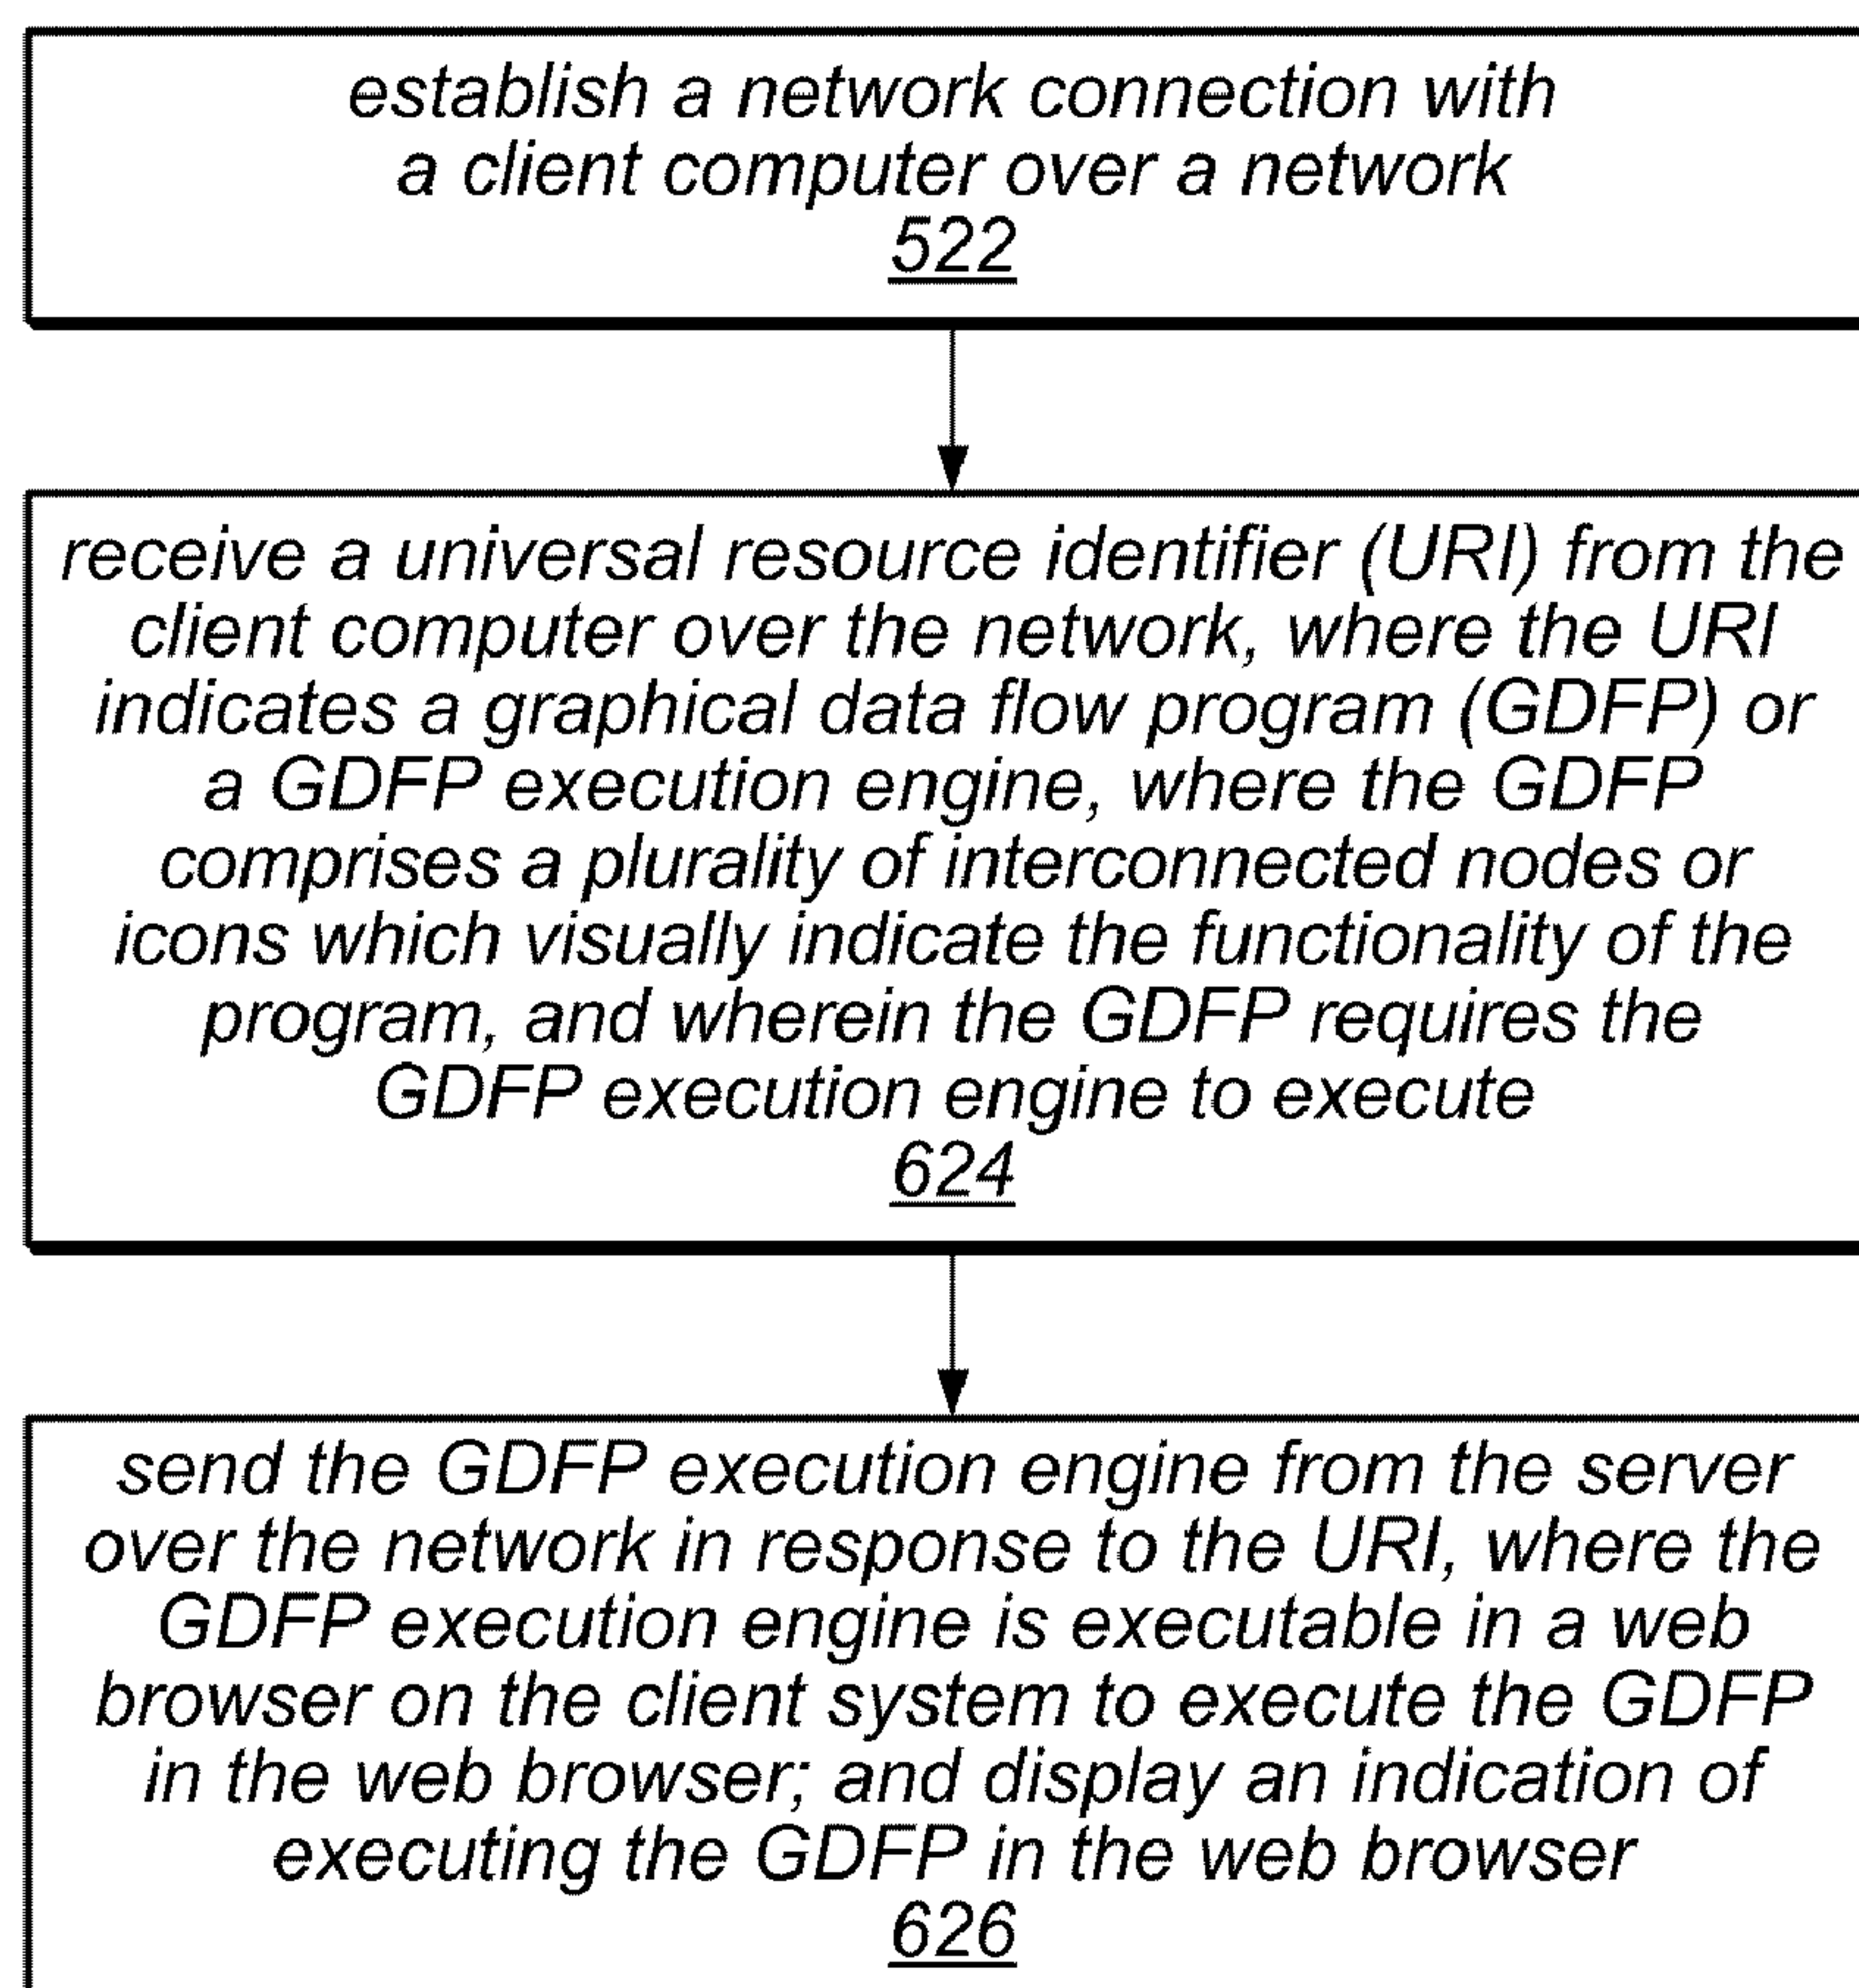 establish a network connection with
a client computer over a network
522
receive a universal resource identifier (URI) from the
client computer over the network, where the URI
indicates a graphical data flow program (GDFP) or
a GDFP execution engine, where the GDFP
comprises a plurality of interconnected nodes or
icons which visually indicate the functionality of the
program, and wherein the GDFP requires the
GDFP execution engine to execute
624
send the GDFP execution engine from the server
over the network in response to the URI, where the
GDFP execution engine is executable in a web
browser on the client system to execute the GDFP
in the web browser; and display an indication of
executing the GDFP in the web browser
626